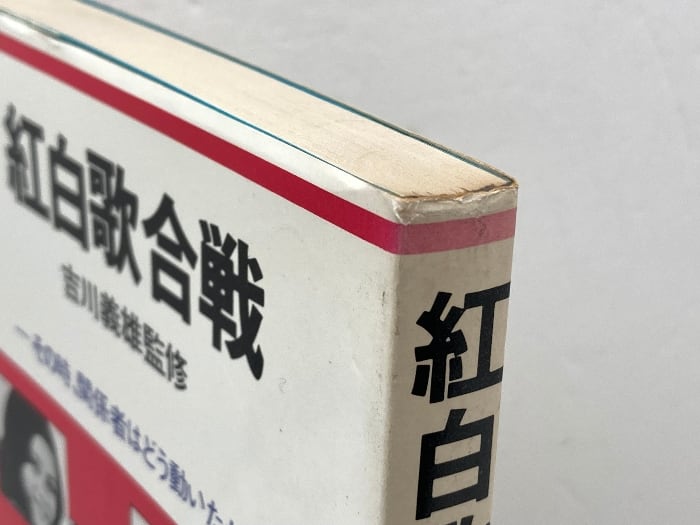 紅白歌合戦
吉川義雄監修
―その時、関係者はどう動いたか
紅白